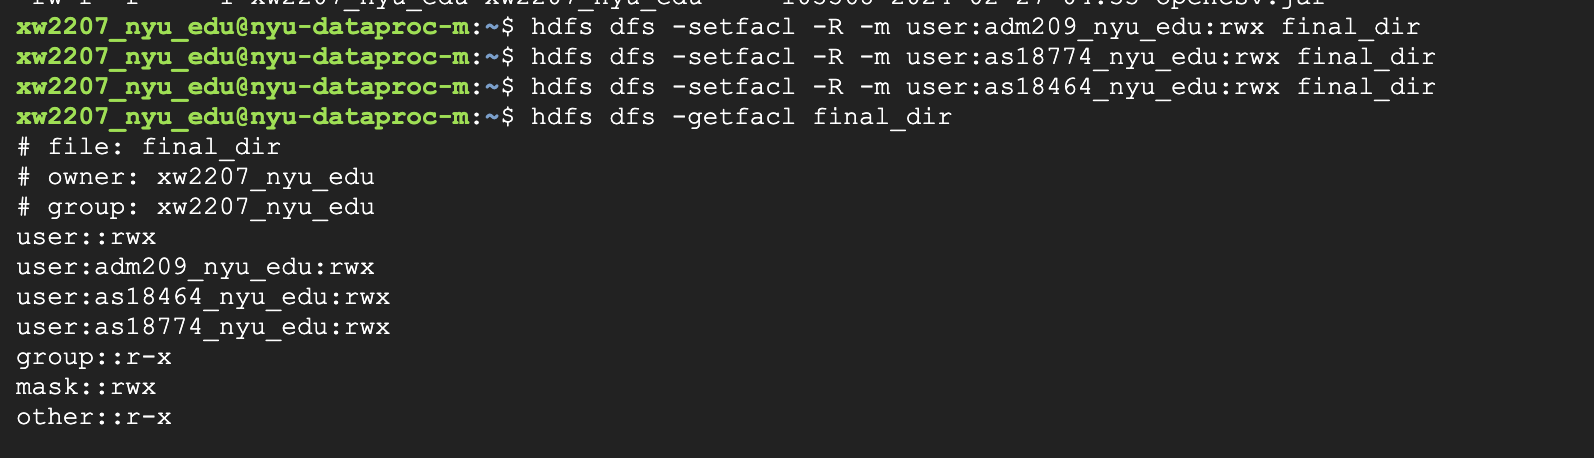 xw2207_nyu_edu@nyu-dataproc-m:~$ hdfs dfs -setfacl -R -m user:adm209_nyu_edu:rwx final_dir
xw2207_nyu_edu@nyu-dataproc-m:~$ hdfs dfs -setfacl -R -m user:as18774_nyu_edu:rwx final_dir
xw2207_nyu_edu@nyu-dataproc-m:~$ hdfs dfs -setfacl -R -m user:as18464_nyu_edu:rwx final_dir
xw2207_nyu_edu@nyu-dataproc-m:~$ hdfs dfs -getfacl final_dir
# file: final_dir
# owner: xw2207_nyu_edu
# group: xw2207_nyu_edu
user::rwx
user:adm209_nyu_edu:rwx
user:as18464_nyu_edu:rwx
user:as18774_nyu_edu:rwx
group::r-x
mask::rwx
other::r-x